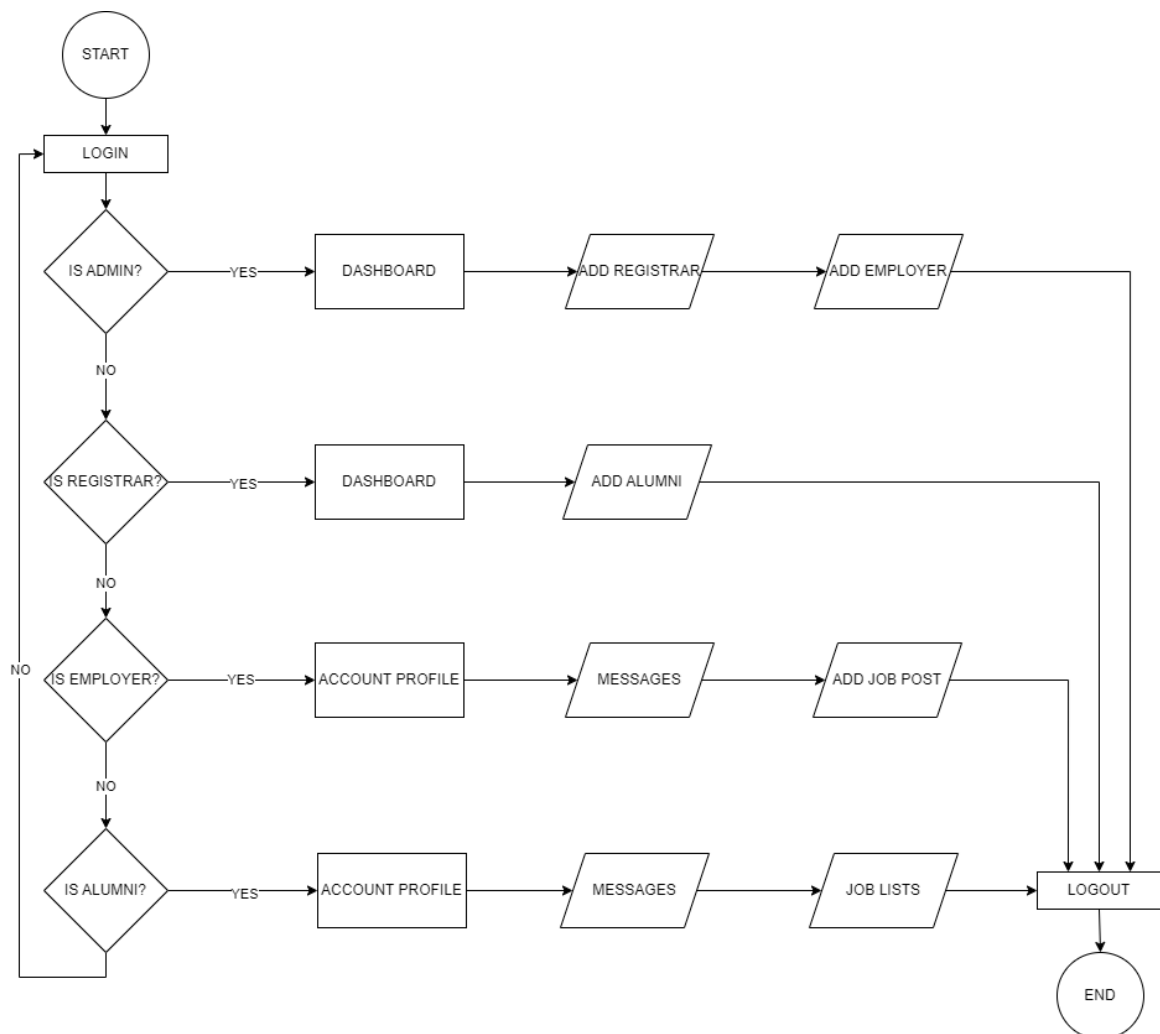 START
LOGIN
IS ADMIN?
YES
DASHBOARD
ADD REGISTRAR
ADD EMPLOYER
NO
IS REGISTRAR?
YES
DASHBOARD
ADD ALUMNI
NO
NO
IS EMPLOYER?
YES
ACCOUNT PROFILE
MESSAGES
ADD JOB POST
NO
IS ALUMNI?
YES
ACCOUNT PROFILE
MESSAGES
JOB LISTS
LOGOUT
END